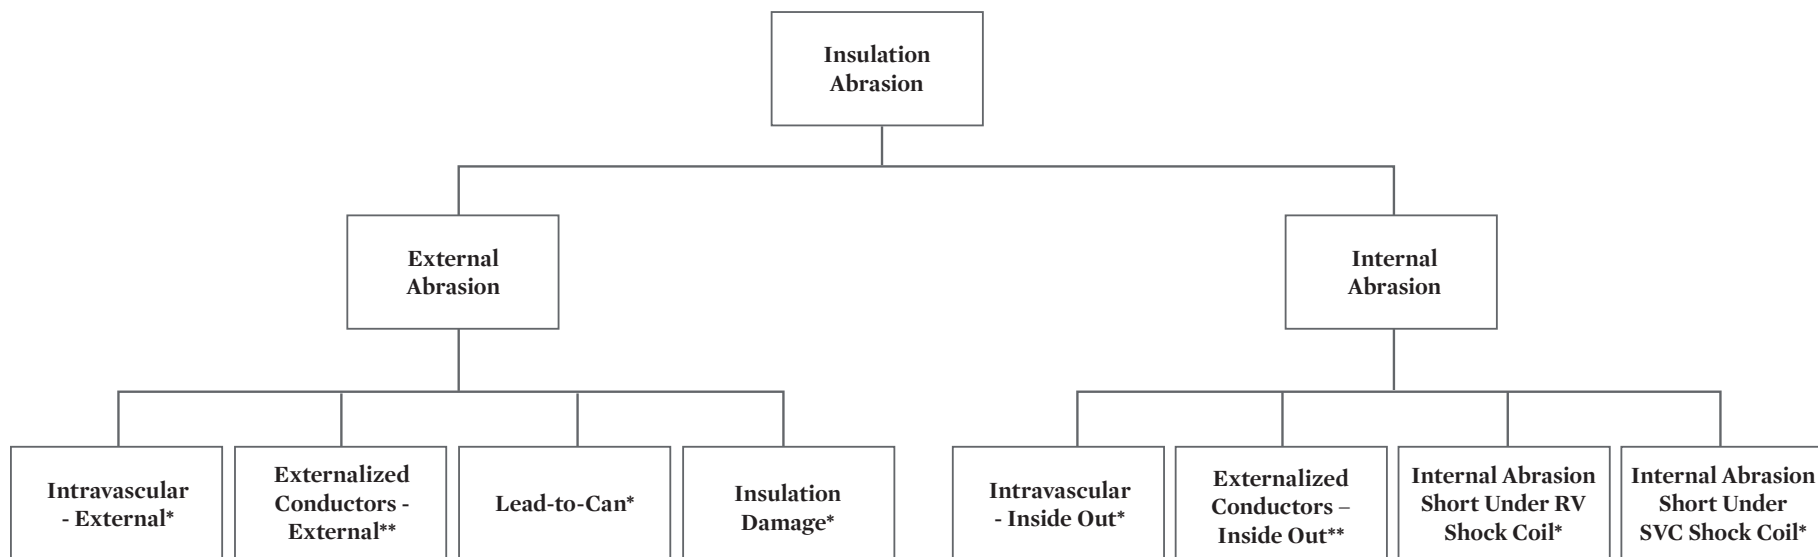 Insulation
Abrasion
External
Abrasion
Internal
Abrasion
Intravascular
- External*
Externalized
Conductors -
External**
Lead-to-Can*
Insulation
Damage*
Intravascular
- Inside Out*
Externalized
Conductors –
Inside Out**
Internal Abrasion
Short Under RV
Shock Coil*
Internal Abrasion
Short Under
SVC Shock Coil*